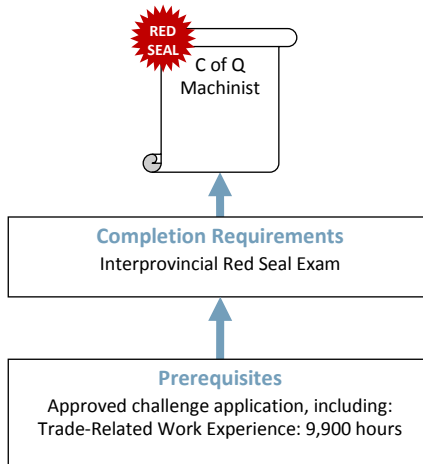 RED
SEAL
C of Q
Machinist
Completion Requirements
Interprovincial Red Seal Exam
Prerequisites
Approved challenge application, including:
Trade-Related Work Experience: 9,900 hours